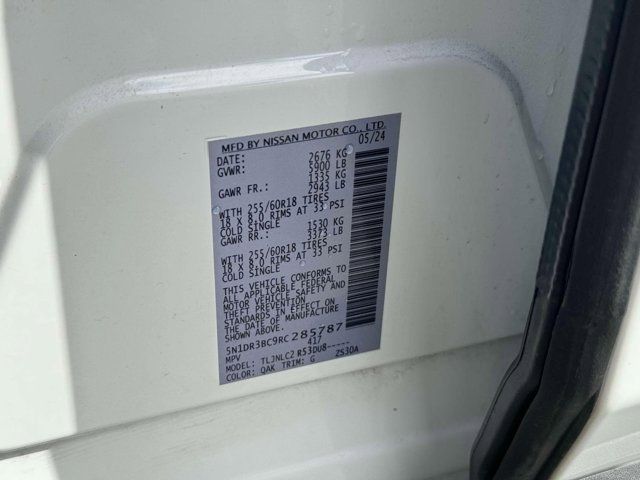 MFD BY NISSAN MOTOR CO., LTD.
DATE: 05/24
GVWR: 2676 KG
5900 LB
GAWR FR.: 1335 KG
2943 LB
WITH 255/60R18 TIRES
18 X 8.0 RIMS AT 33 PSI
COLD SINGLE
GAWR RR.: 1530 KG
3373 LB
WITH 255/60R18 TIRES
18 X 8.0 RIMS AT 33 PSI
COLD SINGLE
THIS VEHICLE CONFORMS TO
ALL APPLICABLE FEDERAL
MOTOR VEHICLE SAFETY AND
THEFT PREVENTION
STANDARDS IN EFFECT ON
THE DATE OF MANUFACTURE
SHOWN ABOVE.
5N1DR3BC9RC285787
MPV 417
MODEL: TLJNLC2 R53DU8-----
COLOR: QAK TRIM: G ZS30A